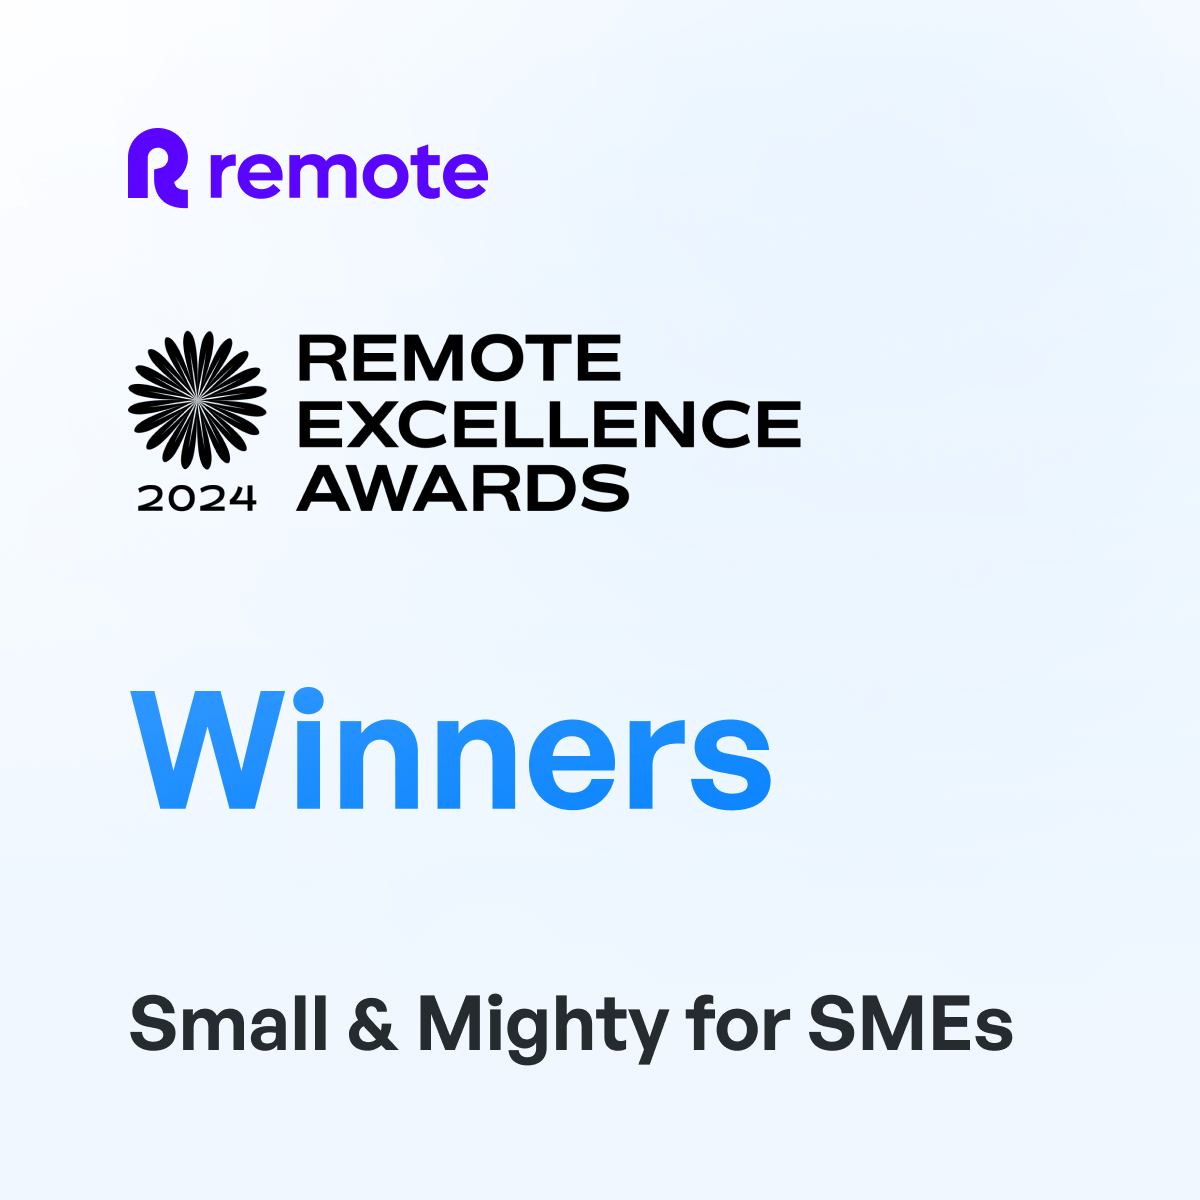 remote
REMOTE
EXCELLENCE
AWARDS
2024
Winners
Small & Mighty for SMEs